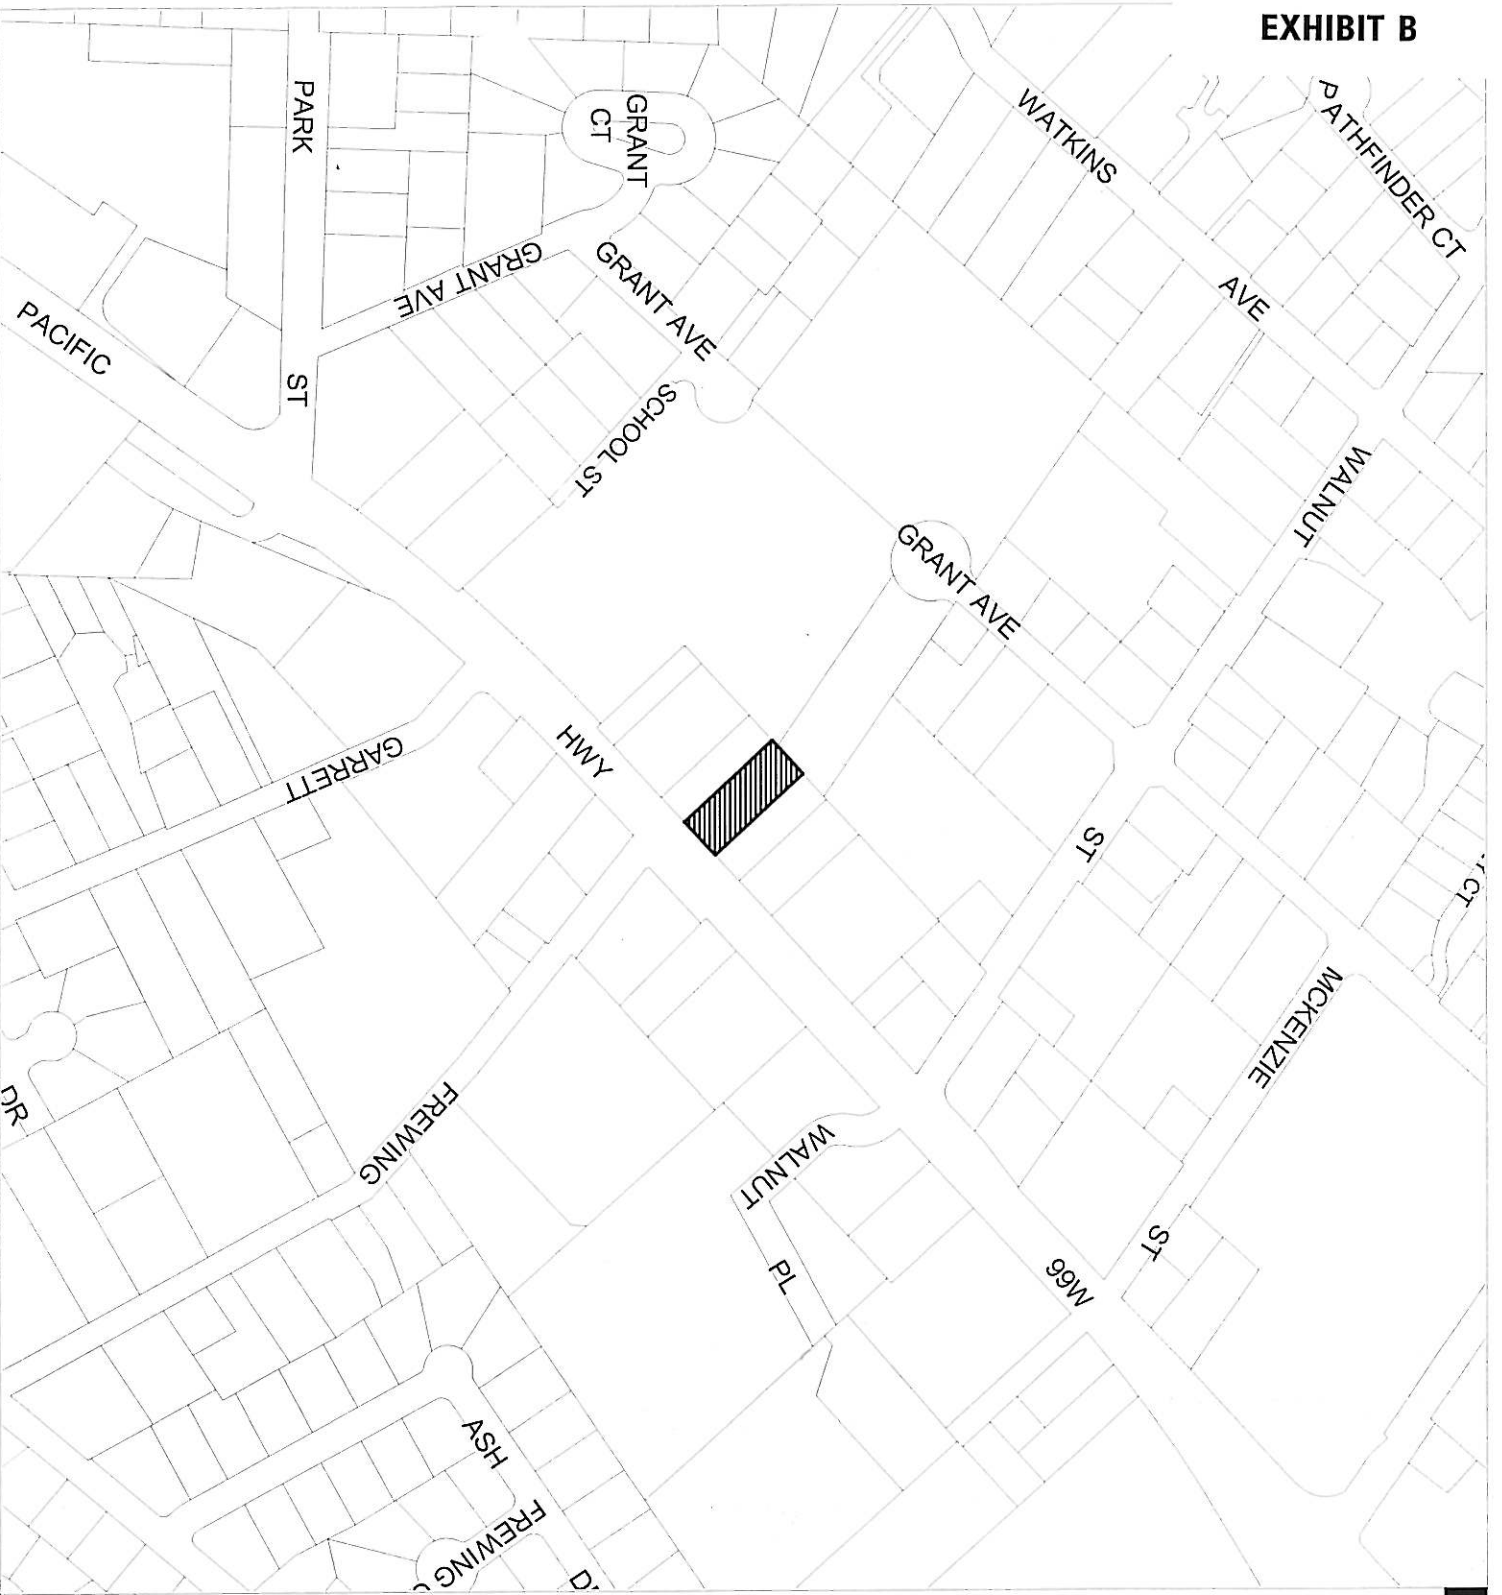 EXHIBIT B
PARK
ST
GRANT
CT
GRANT AVE
GRANT AVE
WATKINS
AVE
PATHFINDER CT
PACIFIC
HWY
99W
SCHOOL ST
GRANT AVE
WALNUT
ST
GARRETT
CT
MCKENZIE
ST
DR
FREWING
WALNUT
PL
ASH
FREWING